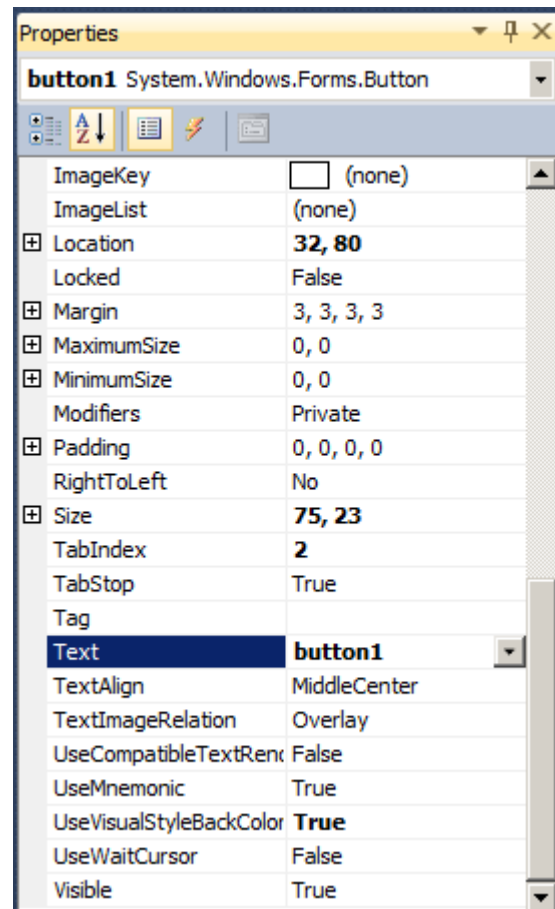 Properties
button1 System.Windows.Forms.Button
ImageKey (none)
ImageList (none)
Location 32, 80
Locked False
Margin 3, 3, 3, 3
MaximumSize 0, 0
MinimumSize 0, 0
Modifiers Private
Padding 0, 0, 0, 0
RightToLeft No
Size 75, 23
TabIndex 2
TabStop True
Tag
Text button1
TextAlign MiddleCenter
TextImageRelation Overlay
UseCompatibleTextRend False
UseMnemonic True
UseVisualStyleBackColor True
UseWaitCursor False
Visible True